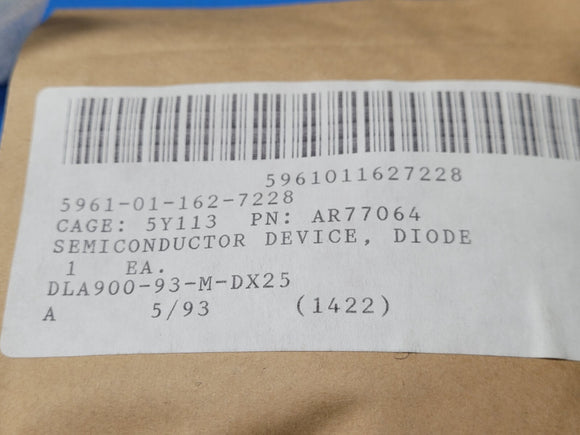 5961011627228
5961-01-162-7228
CAGE: 5Y113 PN: AR77064
SEMICONDUCTOR DEVICE, DIODE
1 EA.
DLA900-93-M-DX25
A 5/93 (1422)